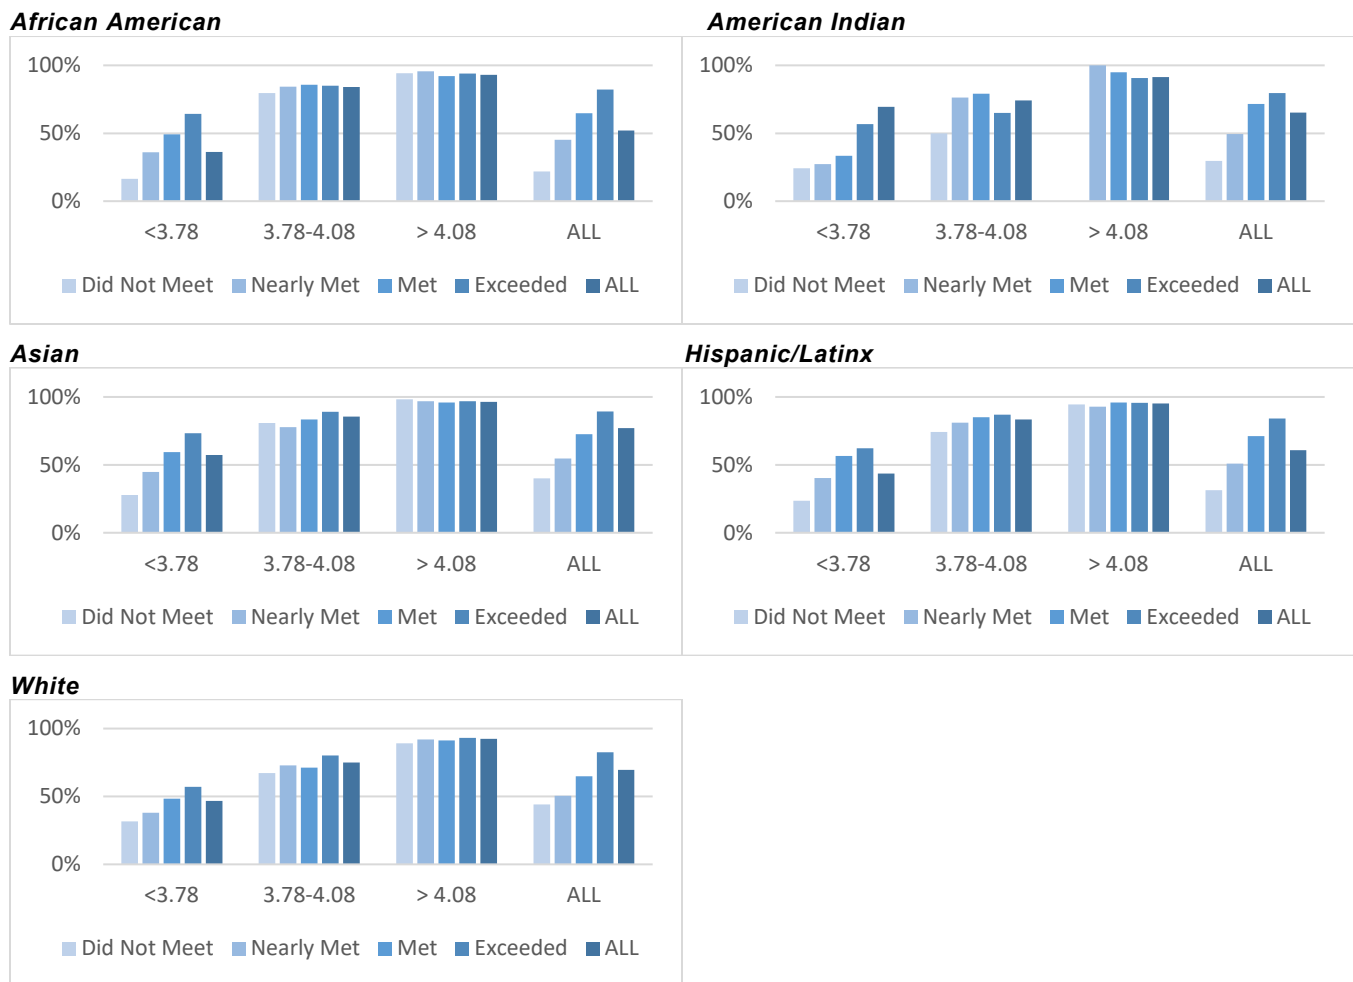 African American
100%
50%
0%
<3.78 3.78-4.08 > 4.08 ALL
Did Not Meet Nearly Met Met Exceeded ALL
American Indian
100%
50%
0%
<3.78 3.78-4.08 > 4.08 ALL
Did Not Meet Nearly Met Met Exceeded ALL
Asian
100%
50%
0%
<3.78 3.78-4.08 > 4.08 ALL
Did Not Meet Nearly Met Met Exceeded ALL
Hispanic/Latinx
100%
50%
0%
<3.78 3.78-4.08 > 4.08 ALL
Did Not Meet Nearly Met Met Exceeded ALL
White
100%
50%
0%
<3.78 3.78-4.08 > 4.08 ALL
Did Not Meet Nearly Met Met Exceeded ALL